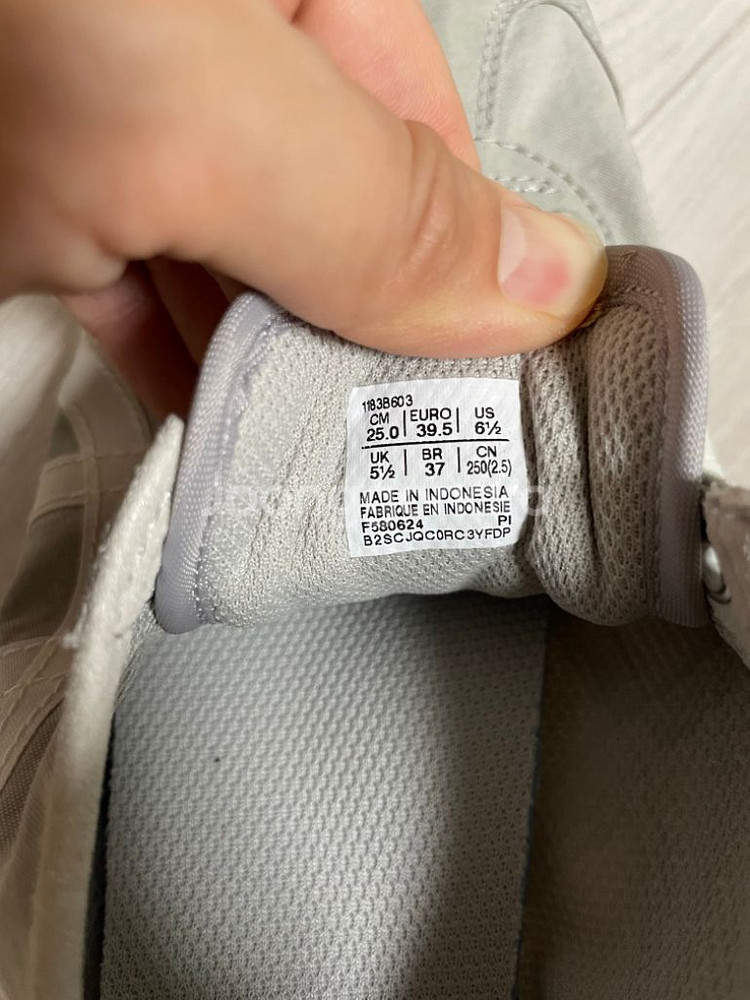 1183B603
CM EURO US
25.0 39.5 6½
UK BR CN
5½ 37 250(2.5)
MADE IN INDONESIA
FABRIQUE EN INDONESIE
F580624 PI
B2SCJQC0RC3YFDP